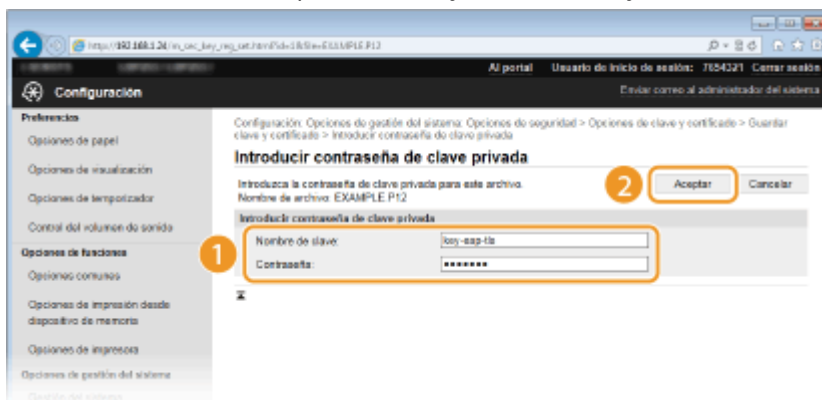 http://192.168.1.24/m_sec_key_reg_set.html?id=1&file=EXAMPLE.P12
Al portal Usuario de inicio de sesión: 7654321 Cerrar sesión
Configuración
Enviar correo al administrador del sistema
Preferencias
Opciones de papel
Opciones de visualización
Opciones de temporizador
Control del volumen de sonido
Opciones de funciones
Opciones comunes
Opciones de impresión desde
dispositivo de memoria
Opciones de impresora
Opciones de gestión del sistema
Gestión del sistema
Configuración: Opciones de gestión del sistema: Opciones de seguridad > Opciones de clave y certificado > Guardar
clave y certificado > Introducir contraseña de clave privada
Introducir contraseña de clave privada
Introduzca la contraseña de clave privada para este archivo.
Nombre de archivo: EXAMPLE.P12
2
Aceptar
Cancelar
Introducir contraseña de clave privada
1
Nombre de clave: key-eap-tls
Contraseña: •••••••